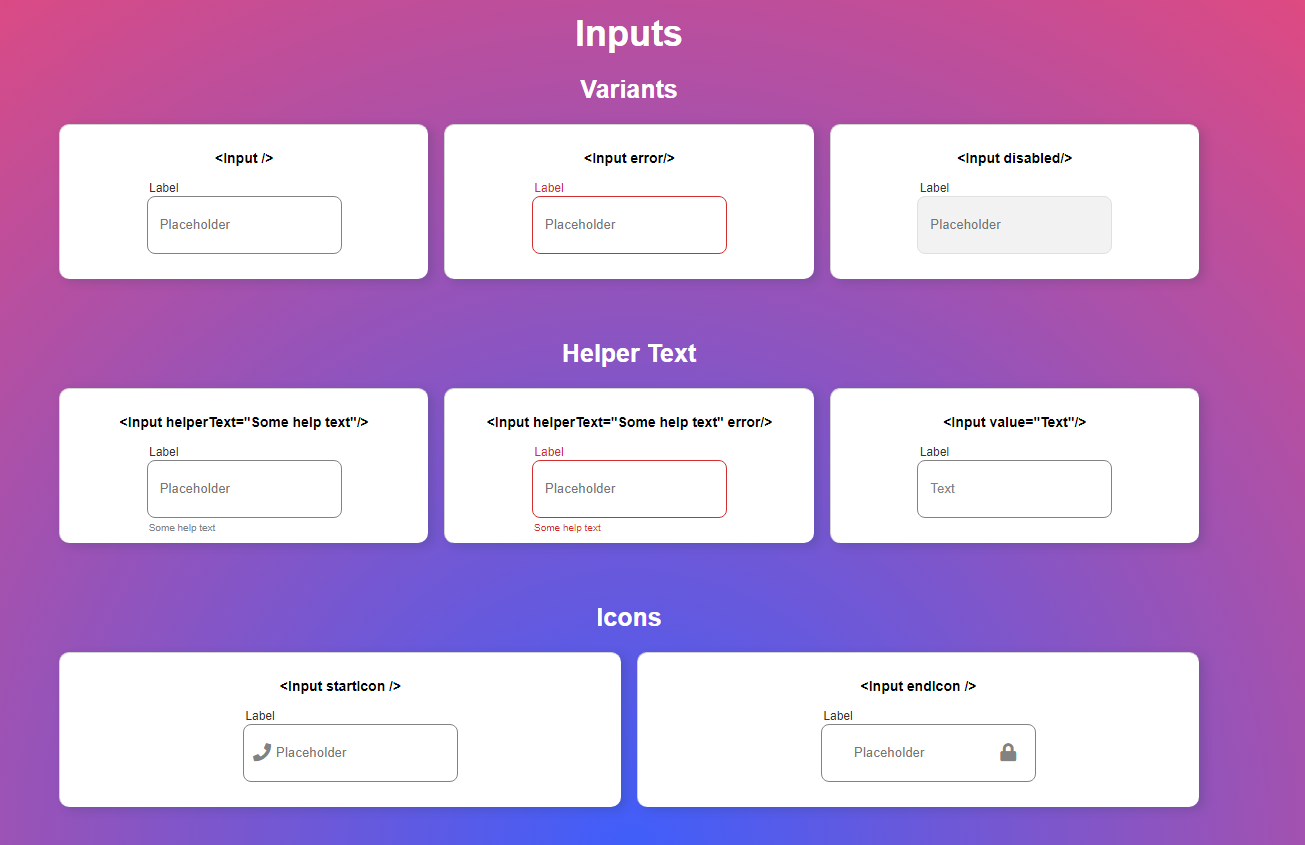 Inputs
Variants
<Input />
<Input error/>
<Input disabled/>
Label
Label
Label
Placeholder
Placeholder
Placeholder
Helper Text
<Input helperText="Some help text"/>
<Input helperText="Some help text" error/>
<Input value="Text"/>
Label
Label
Label
Placeholder
Placeholder
Text
Some help text
Some help text
Icons
<Input startIcon />
<Input endIcon />
Label
Label
Placeholder
Placeholder